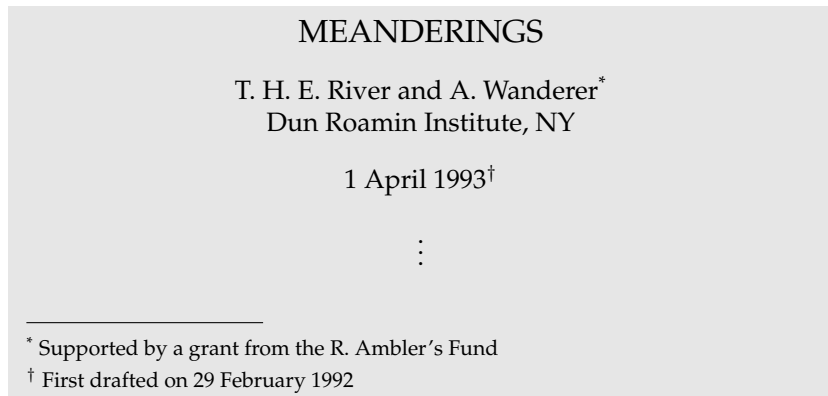 MEANDERINGS
T. H. E. River and A. Wanderer*
Dun Roamin Institute, NY
1 April 1993†
⋮
* Supported by a grant from the R. Ambler's Fund
† First drafted on 29 February 1992